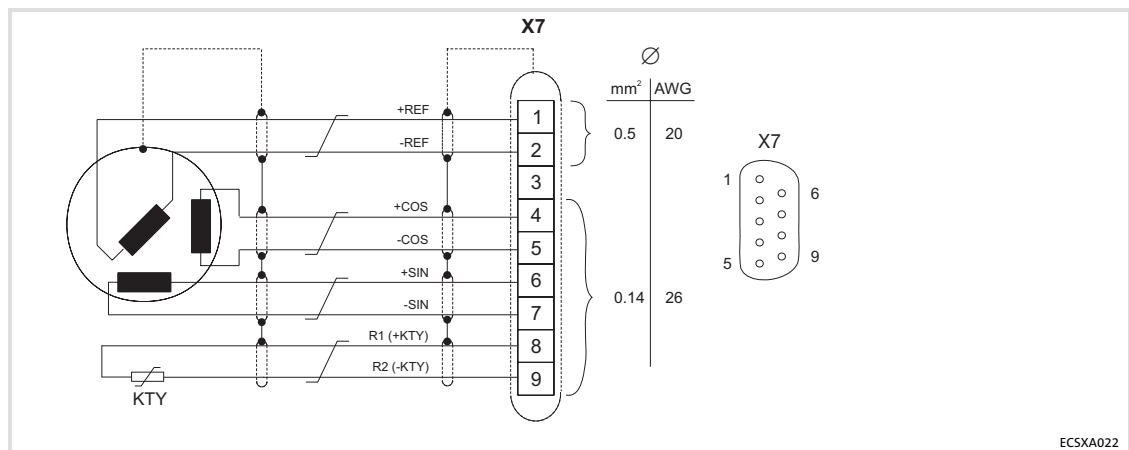 X7
Ø
mm² AWG
+REF
1
-REF
2
0.5 20
3
+COS
4
-COS
5
+SIN
6
-SIN
7
0.14 26
R1 (+KTY)
8
R2 (-KTY)
9
KTY
X7
1
6
5
9
ECSXA022